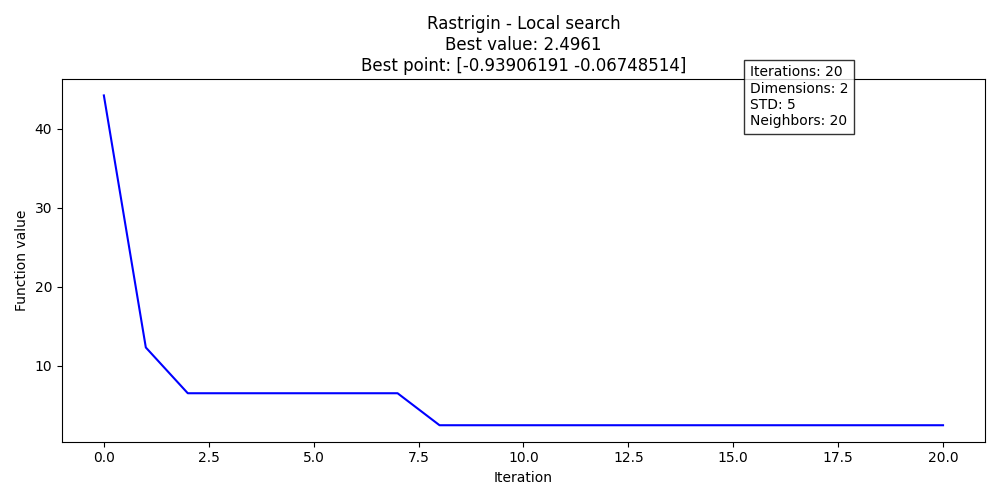 Rastrigin - Local search
Best value: 2.4961
Best point: [-0.93906191 -0.06748514]
Iterations: 20
Dimensions: 2
STD: 5
Neighbors: 20
Function value
40
30
20
10
0.0 2.5 5.0 7.5 10.0 12.5 15.0 17.5 20.0
Iteration